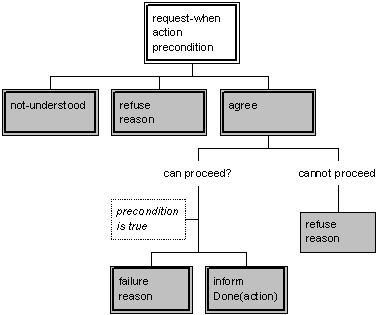 request-when
action
precondition
not-understood
refuse
reason
agree
can proceed?
cannot proceed
precondition
is true
refuse
reason
failure
reason
inform
Done(action)